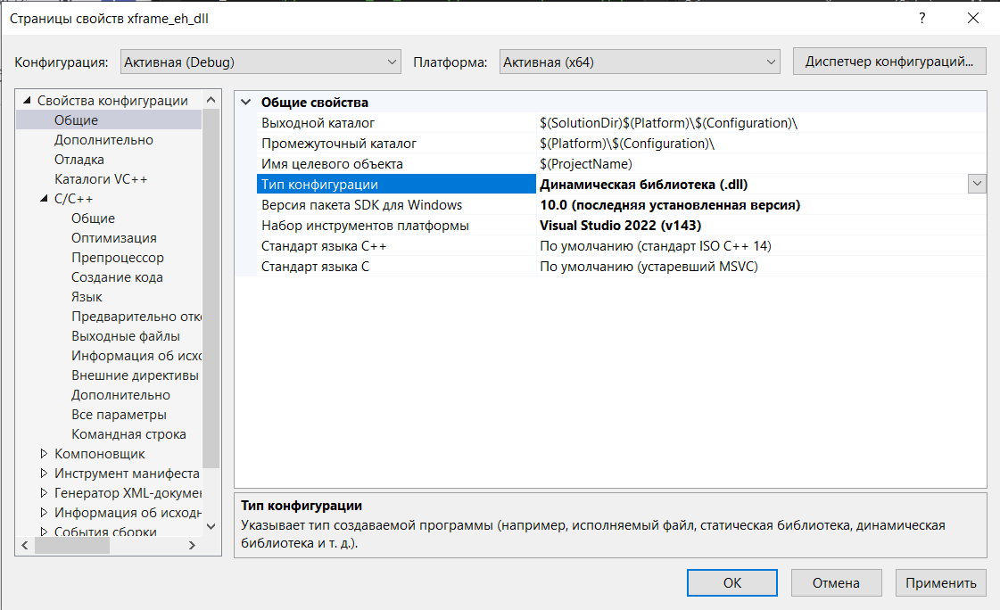 Страницы свойств xframe_eh_dll
?
Конфигурация: Активная (Debug) Платформа: Активная (x64) Диспетчер конфигураций...
Свойства конфигурации
Общие
Дополнительно
Отладка
Каталоги VC++
C/C++
Общие
Оптимизация
Препроцессор
Создание кода
Язык
Предварительно отко
Выходные файлы
Информация об исхо
Внешние директивы
Дополнительно
Все параметры
Командная строка
Компоновщик
Инструмент манифеста
Генератор XML-докумен
Информация об исходн
События сборки
Общие свойства
Выходной каталог $(SolutionDir)$(Platform)\$(Configuration)\
Промежуточный каталог $(Platform)\$(Configuration)\
Имя целевого объекта $(ProjectName)
Тип конфигурации Динамическая библиотека (.dll)
Версия пакета SDK для Windows 10.0 (последняя установленная версия)
Набор инструментов платформы Visual Studio 2022 (v143)
Стандарт языка C++ По умолчанию (стандарт ISO C++ 14)
Стандарт языка C По умолчанию (устаревший MSVC)
Тип конфигурации
Указывает тип создаваемой программы (например, исполняемый файл, статическая библиотека, динамическая
библиотека и т. д.).
ОК Отмена Применить